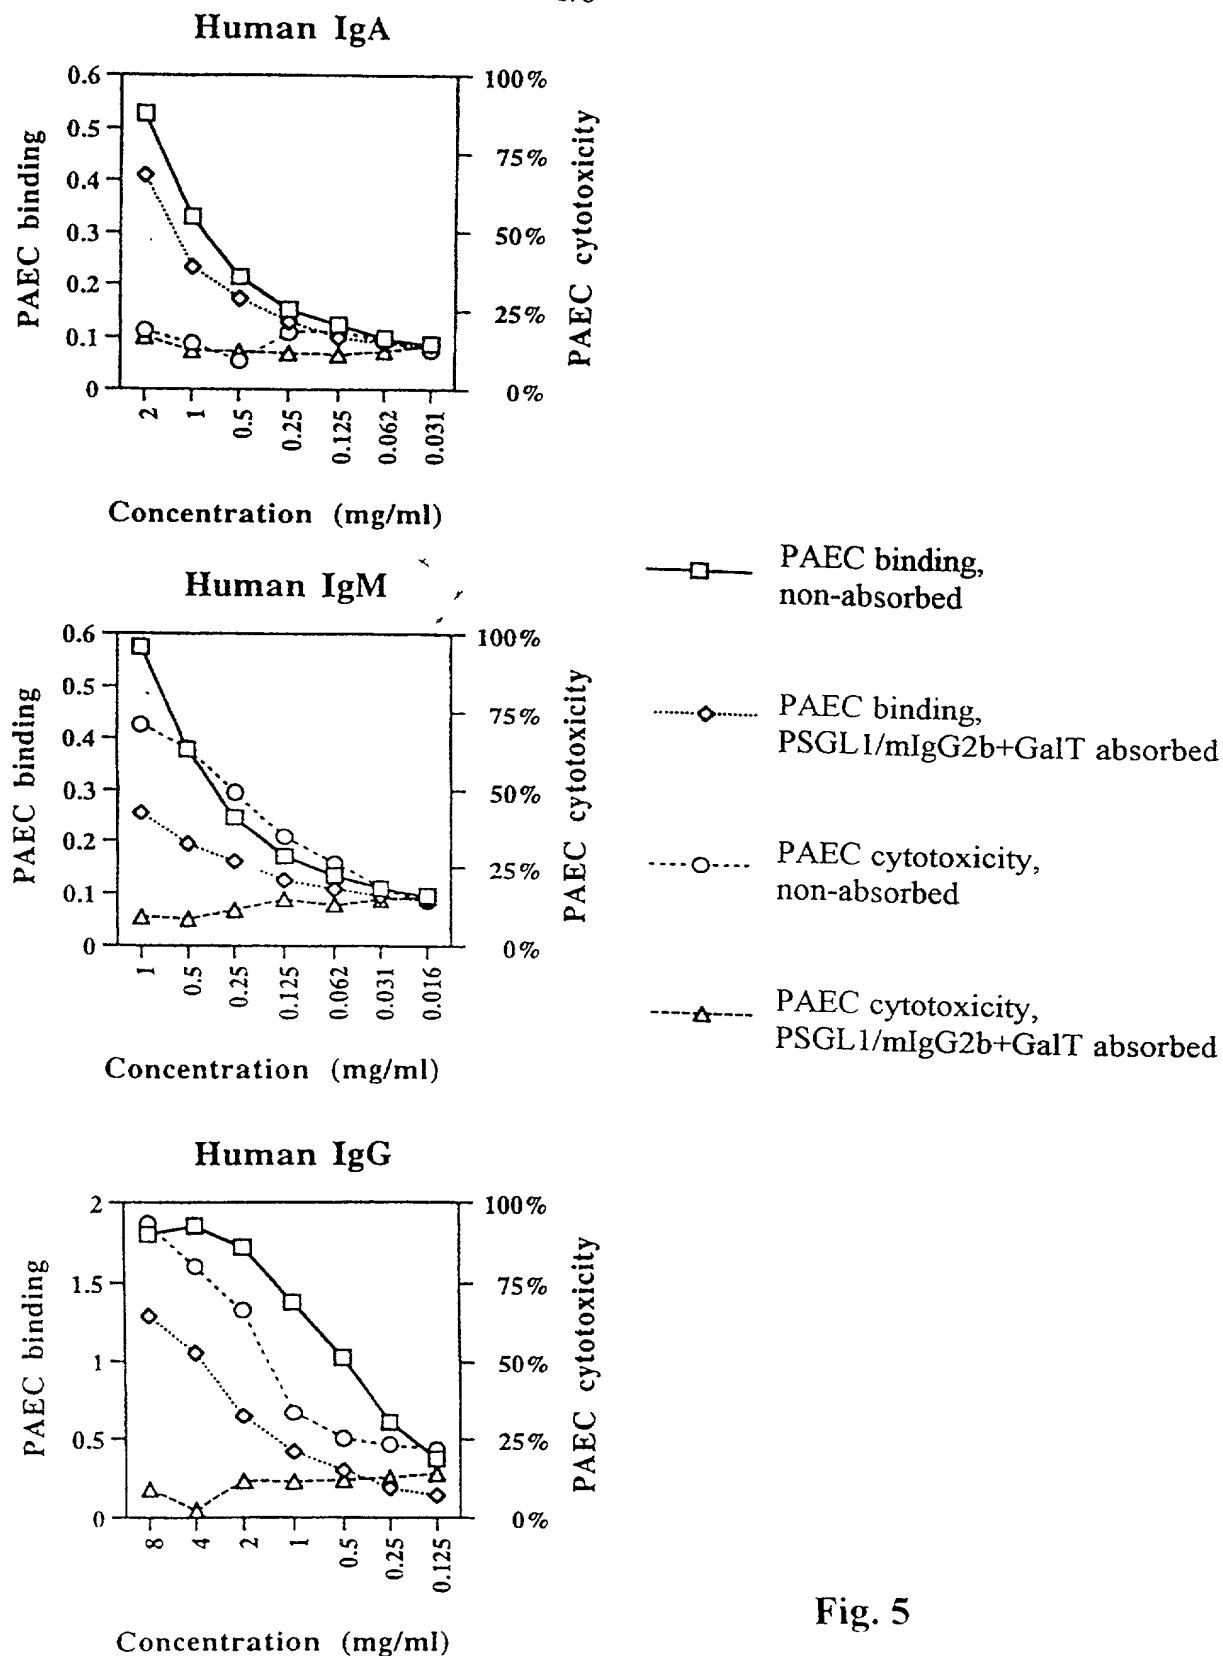 Human IgA
0.6
0.5
0.4
0.3
0.2
0.1
0
PAEC binding
100%
75%
50%
25%
0%
PAEC cytotoxicity
2
1
0.5
0.25
0.125
0.062
0.031
Concentration (mg/ml)
Human IgM
0.6
0.5
0.4
0.3
0.2
0.1
0
PAEC binding
100%
75%
50%
25%
0%
PAEC cytotoxicity
1
0.5
0.25
0.125
0.062
0.031
0.016
Concentration (mg/ml)
PAEC binding,
non-absorbed
PAEC binding,
PSGL1/mIgG2b+GalT absorbed
PAEC cytotoxicity,
non-absorbed
PAEC cytotoxicity,
PSGL1/mIgG2b+GalT absorbed
Human IgG
2
1.5
1
0.5
0
PAEC binding
100%
75%
50%
25%
0%
PAEC cytotoxicity
8
4
2
1
0.5
0.25
0.125
Concentration (mg/ml)
Fig. 5